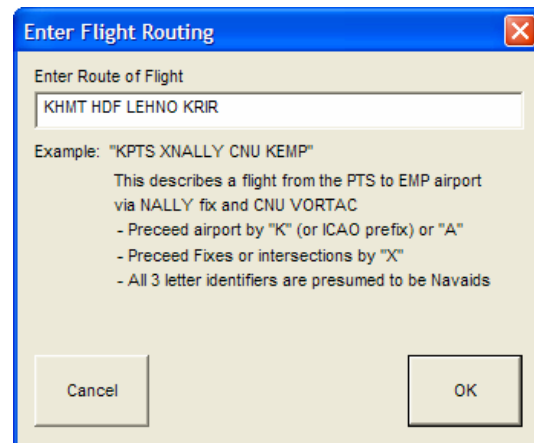 Enter Flight Routing
Enter Route of Flight
KHMT HDF LEHNO KRIR
Example: "KPTS XNALLY CNU KEMP"
This describes a flight from the PTS to EMP airport
via NALLY fix and CNU VORTAC
- Preceed airport by "K" (or ICAO prefix) or "A"
- Preceed Fixes or intersections by "X"
- All 3 letter identifiers are presumed to be Navaids
Cancel
OK